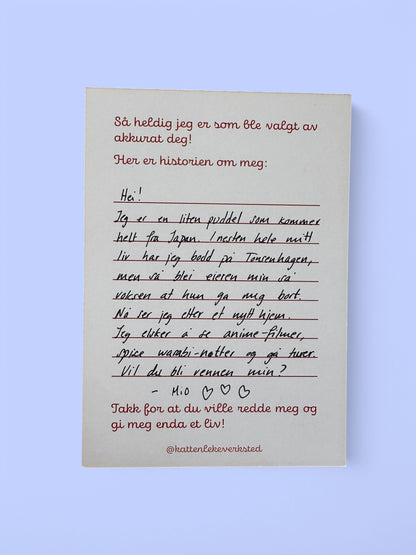 Så heldig jeg er som ble valgt av
akkurat deg!
Her er historien om meg:
Hei!
Jeg er en liten puddel som kommer
helt fra Japan. I nesten hele mitt
liv har jeg bodd på Tonsenhagen,
men så blei eieren min så
voksen at hun ga meg bort.
Nå ser jeg etter et nytt hjem.
Jeg elsker å se anime-filmer,
spise wasabi-nøtter og gå turer.
Vil du bli vennen min?
- Mio ♡ ♡ ♡
Takk for at du ville redde meg og
gi meg enda et liv!
@kattenlekeverksted